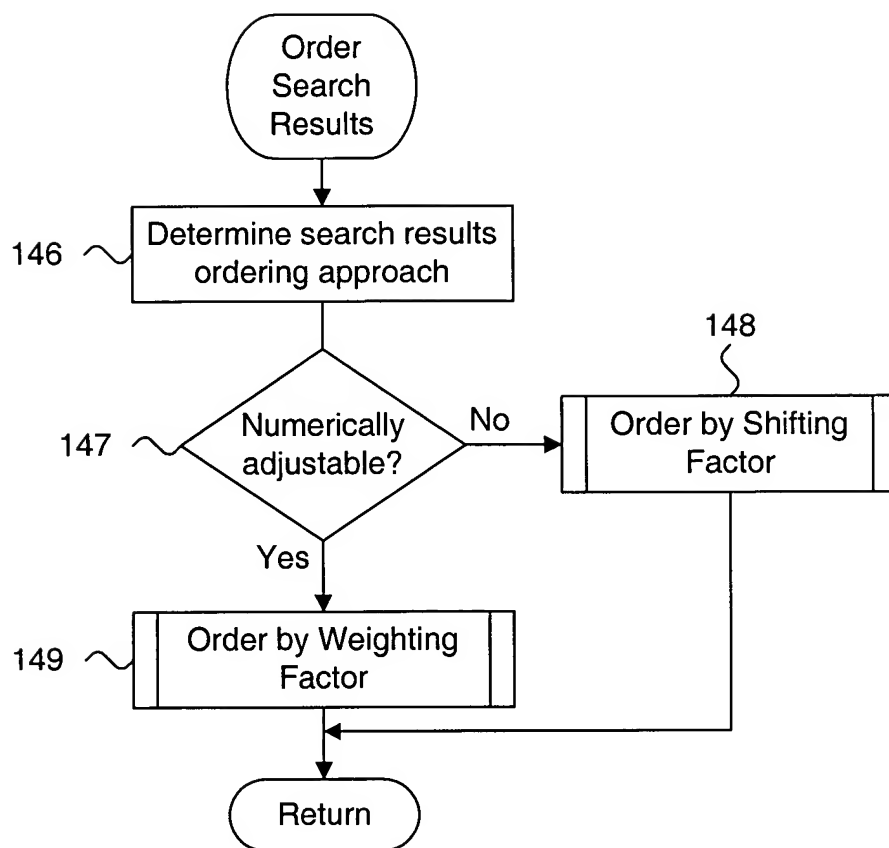 Order
Search
Results
146
Determine search results
ordering approach
148
147
Numerically
adjustable?
No
Order by Shifting
Factor
Yes
149
Order by Weighting
Factor
Return